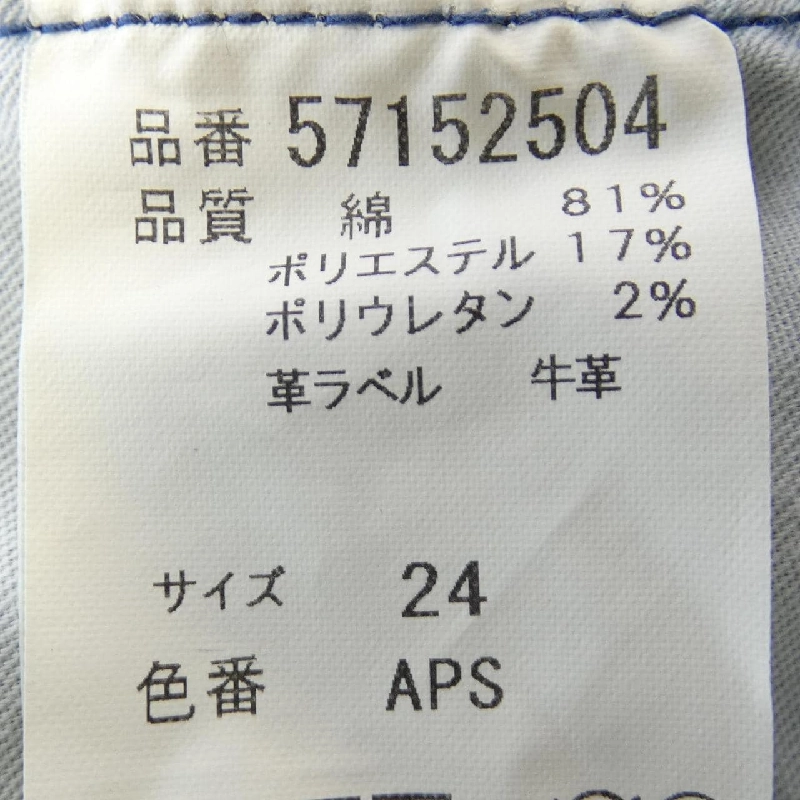 品番 57152504
品質 綿 81%
ポリエステル 17%
ポリウレタン 2%
革ラベル 牛革
サイズ 24
色番 APS